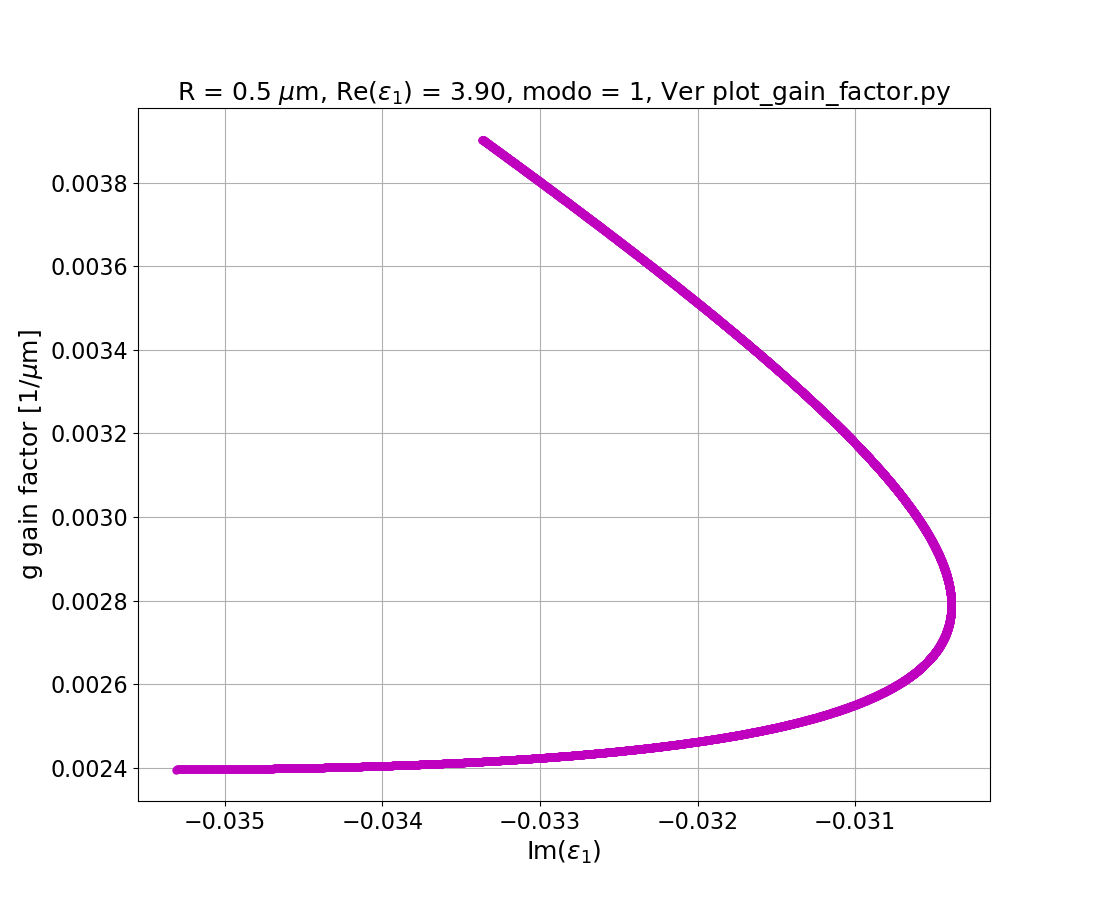 R = 0.5 μm, Re(ε₁) = 3.90, modo = 1, Ver plot_gain_factor.py
g gain factor [1/μm]
0.0038
0.0036
0.0034
0.0032
0.0030
0.0028
0.0026
0.0024
−0.035 −0.034 −0.033 −0.032 −0.031
Im(ε₁)